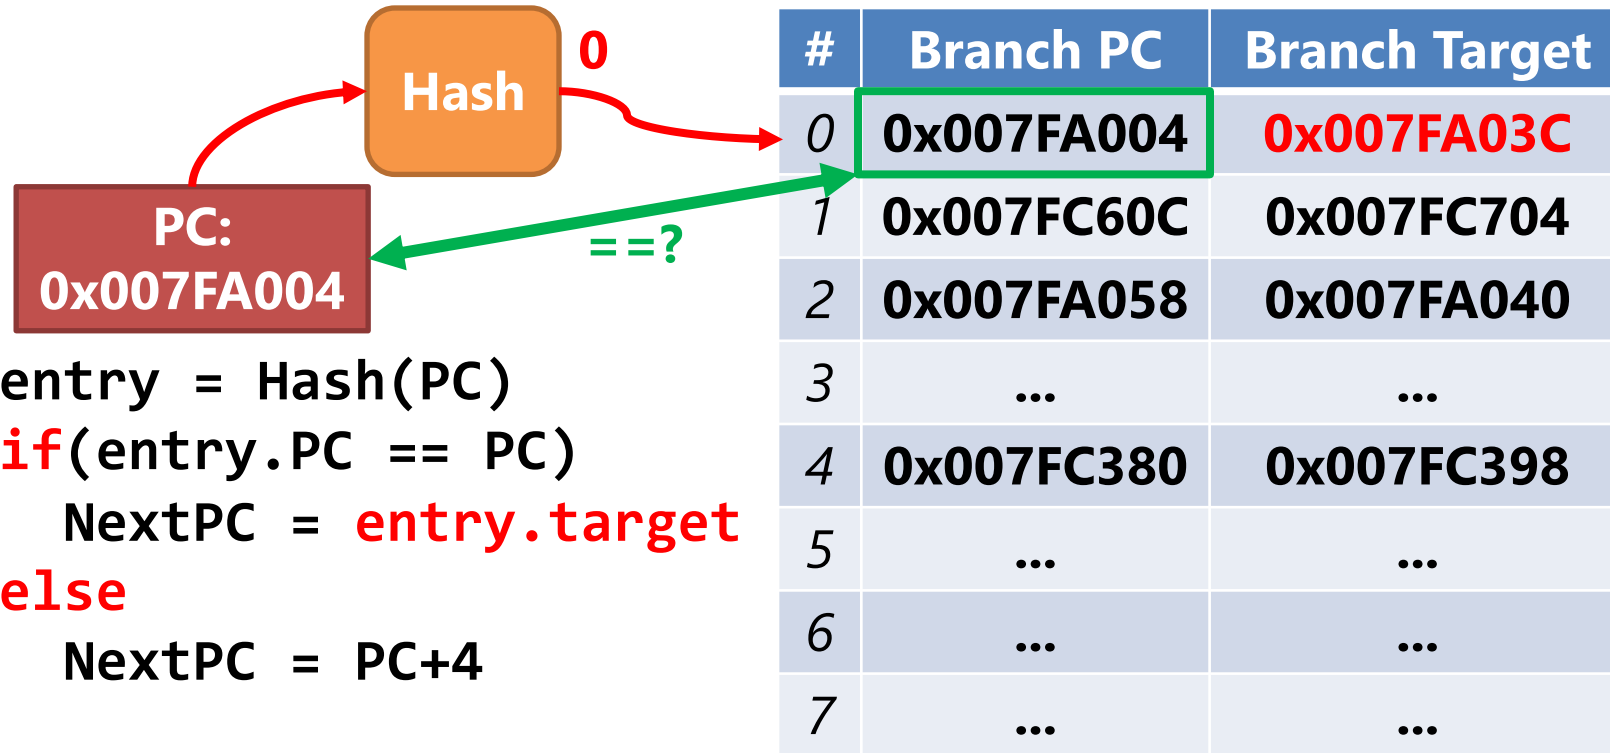 Hash
0
PC:
0x007FA004
==?
entry = Hash(PC)
if(entry.PC == PC)
  NextPC = entry.target
else
  NextPC = PC+4
# Branch PC Branch Target
0 0x007FA004 0x007FA03C
1 0x007FC60C 0x007FC704
2 0x007FA058 0x007FA040
3 ... ...
4 0x007FC380 0x007FC398
5 ... ...
6 ... ...
7 ... ...